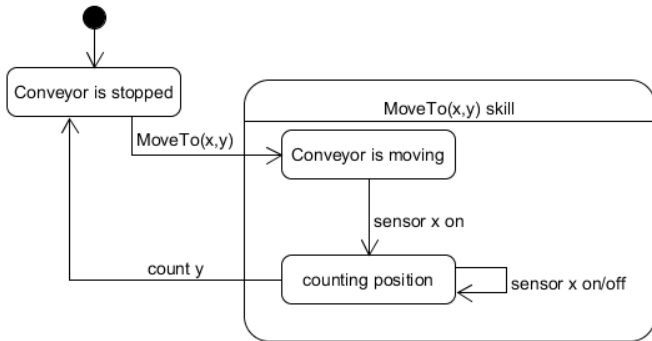 Conveyor is stopped
MoveTo(x,y) skill
MoveTo(x,y)
Conveyor is moving
sensor x on
count y
counting position
sensor x on/off